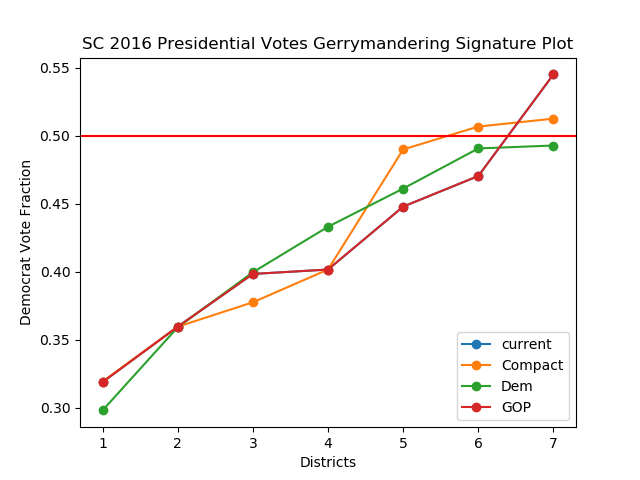 SC 2016 Presidential Votes Gerrymandering Signature Plot
Democrat Vote Fraction
0.55
0.50
0.45
0.40
0.35
0.30
current
Compact
Dem
GOP
1 2 3 4 5 6 7
Districts